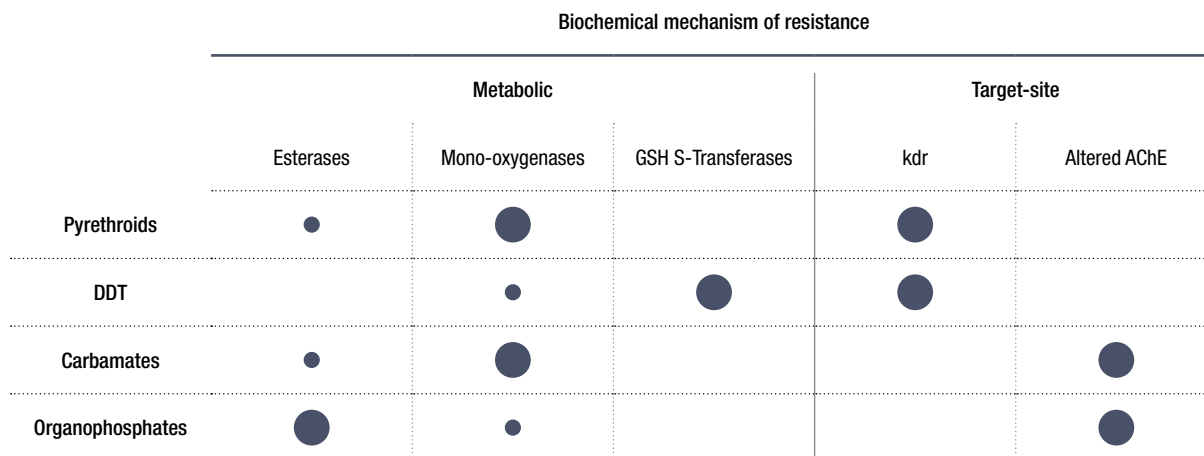 Biochemical mechanism of resistance
Metabolic Target-site
Esterases Mono-oxygenases GSH S-Transferases kdr Altered AChE
Pyrethroids
DDT
Carbamates
Organophosphates